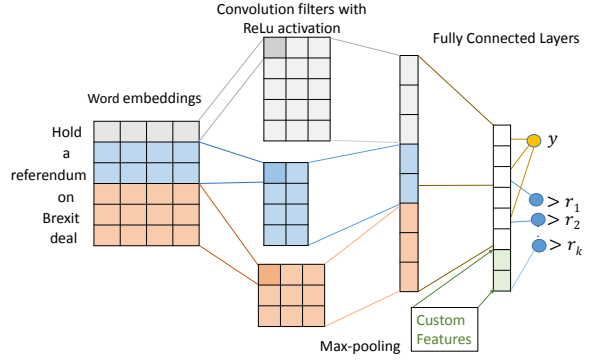 Convolution filters with
ReLu activation
Fully Connected Layers
Word embeddings
Hold
a
referendum
on
Brexit
deal
y
> r₁
> r₂
> rₖ
Custom
Features
Max-pooling